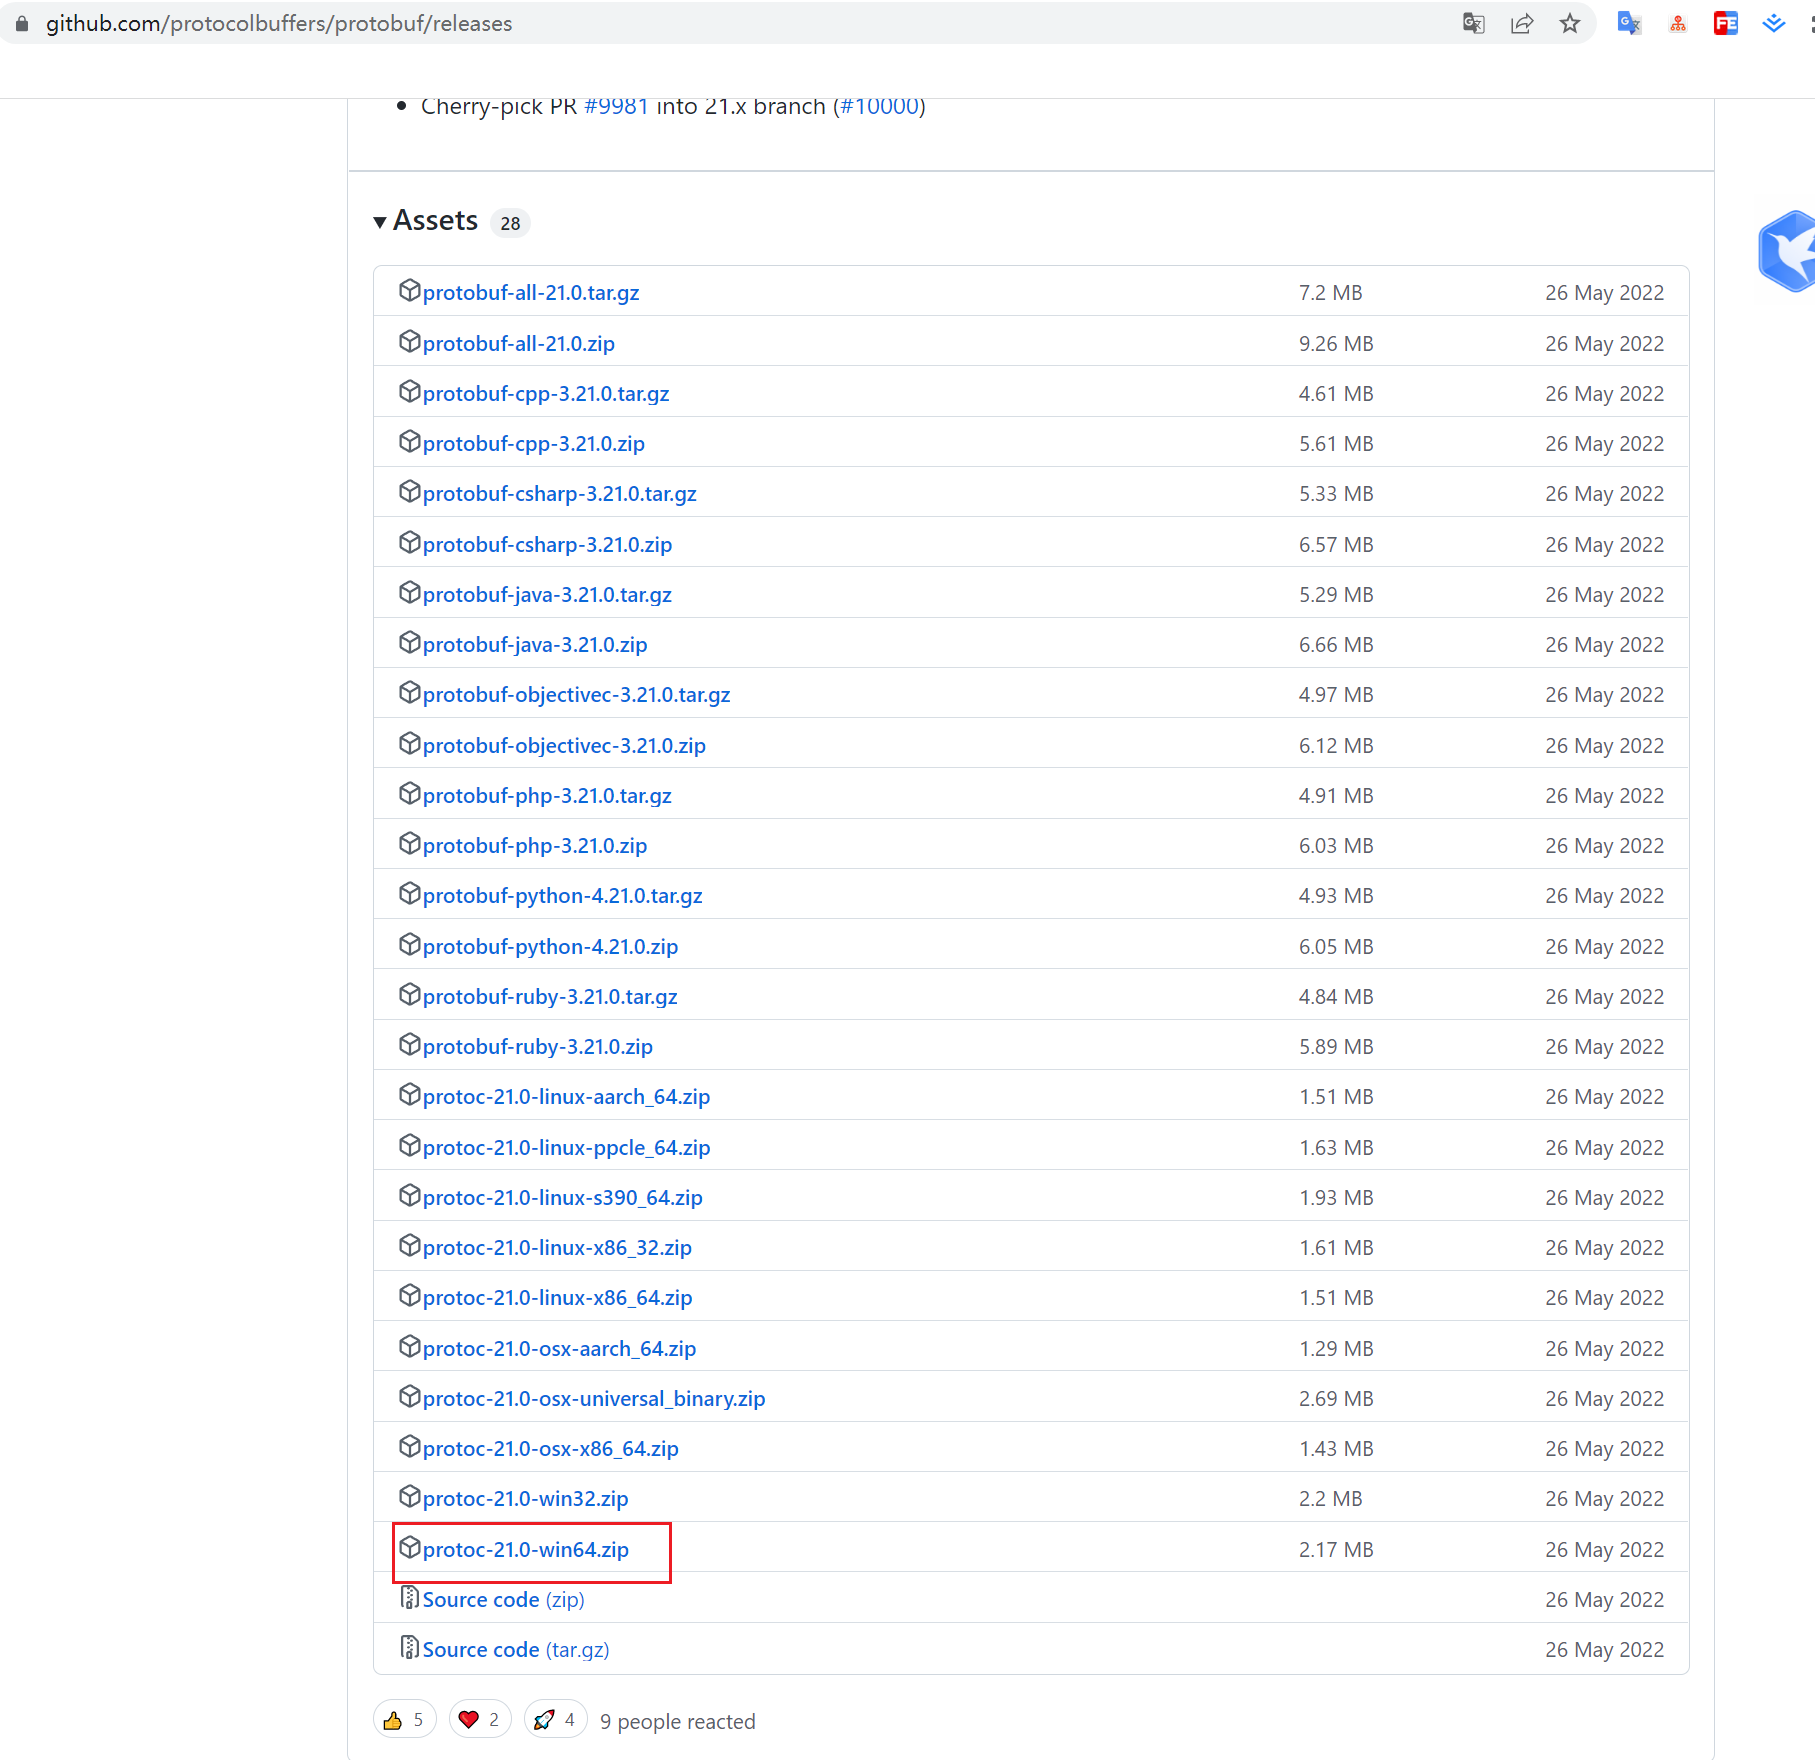 github.com/protocolbuffers/protobuf/releases
Cherry-pick PR #9981 into 21.x branch (#10000)
Assets 28
protobuf-all-21.0.tar.gz 7.2 MB 26 May 2022
protobuf-all-21.0.zip 9.26 MB 26 May 2022
protobuf-cpp-3.21.0.tar.gz 4.61 MB 26 May 2022
protobuf-cpp-3.21.0.zip 5.61 MB 26 May 2022
protobuf-csharp-3.21.0.tar.gz 5.33 MB 26 May 2022
protobuf-csharp-3.21.0.zip 6.57 MB 26 May 2022
protobuf-java-3.21.0.tar.gz 5.29 MB 26 May 2022
protobuf-java-3.21.0.zip 6.66 MB 26 May 2022
protobuf-objectivec-3.21.0.tar.gz 4.97 MB 26 May 2022
protobuf-objectivec-3.21.0.zip 6.12 MB 26 May 2022
protobuf-php-3.21.0.tar.gz 4.91 MB 26 May 2022
protobuf-php-3.21.0.zip 6.03 MB 26 May 2022
protobuf-python-4.21.0.tar.gz 4.93 MB 26 May 2022
protobuf-python-4.21.0.zip 6.05 MB 26 May 2022
protobuf-ruby-3.21.0.tar.gz 4.84 MB 26 May 2022
protobuf-ruby-3.21.0.zip 5.89 MB 26 May 2022
protoc-21.0-linux-aarch_64.zip 1.51 MB 26 May 2022
protoc-21.0-linux-ppcle_64.zip 1.63 MB 26 May 2022
protoc-21.0-linux-s390_64.zip 1.93 MB 26 May 2022
protoc-21.0-linux-x86_32.zip 1.61 MB 26 May 2022
protoc-21.0-linux-x86_64.zip 1.51 MB 26 May 2022
protoc-21.0-osx-aarch_64.zip 1.29 MB 26 May 2022
protoc-21.0-osx-universal_binary.zip 2.69 MB 26 May 2022
protoc-21.0-osx-x86_64.zip 1.43 MB 26 May 2022
protoc-21.0-win32.zip 2.2 MB 26 May 2022
protoc-21.0-win64.zip 2.17 MB 26 May 2022
Source code (zip) 26 May 2022
Source code (tar.gz) 26 May 2022
5 2 4 9 people reacted